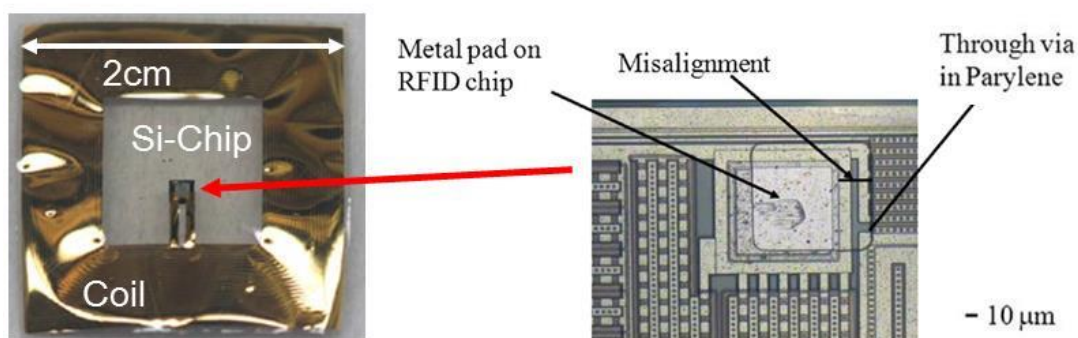 2cm
Si-Chip
Coil
Metal pad on
RFID chip
Misalignment
Through via
in Parylene
- 10 μm